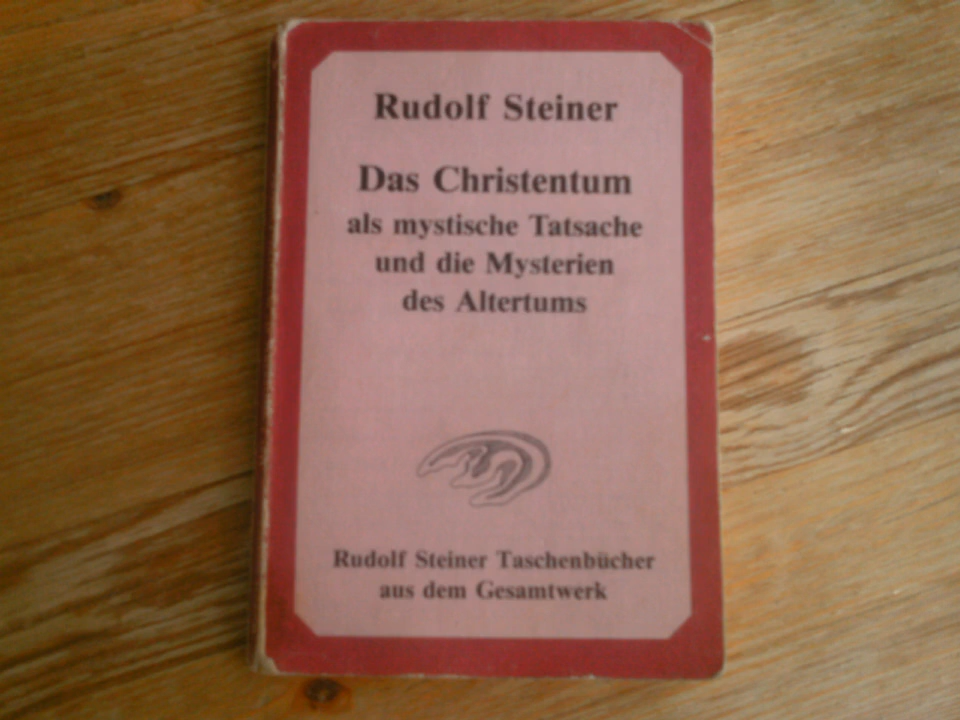 Rudolf Steiner
Das Christentum
als mystische Tatsache
und die Mysterien
des Altertums
Rudolf Steiner Taschenbücher
aus dem Gesamtwerk